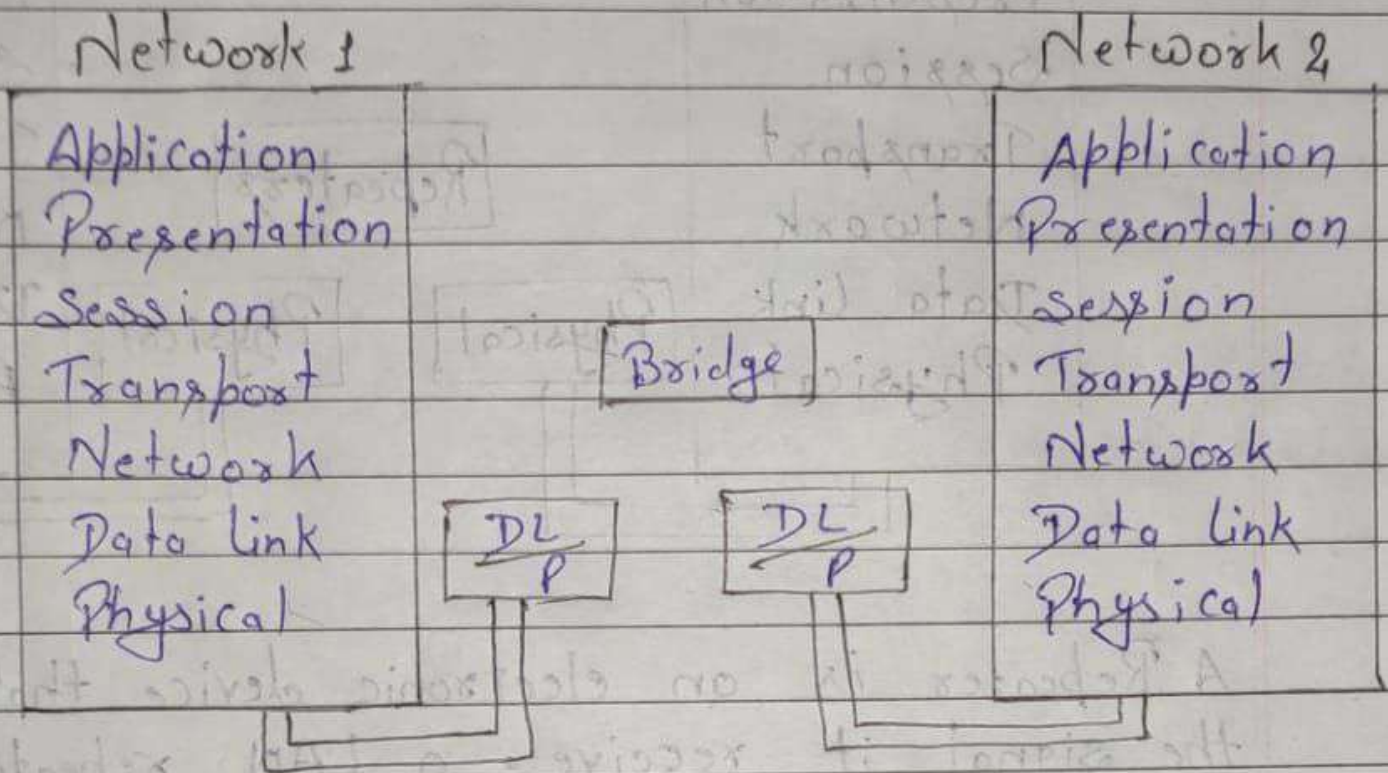 Network 1
Application
Presentation
Session
Transport
Network
Data link
Physical
Bridge
DL
P
DL
P
Network 2
Application
Presentation
Session
Transport
Network
Data link
Physical